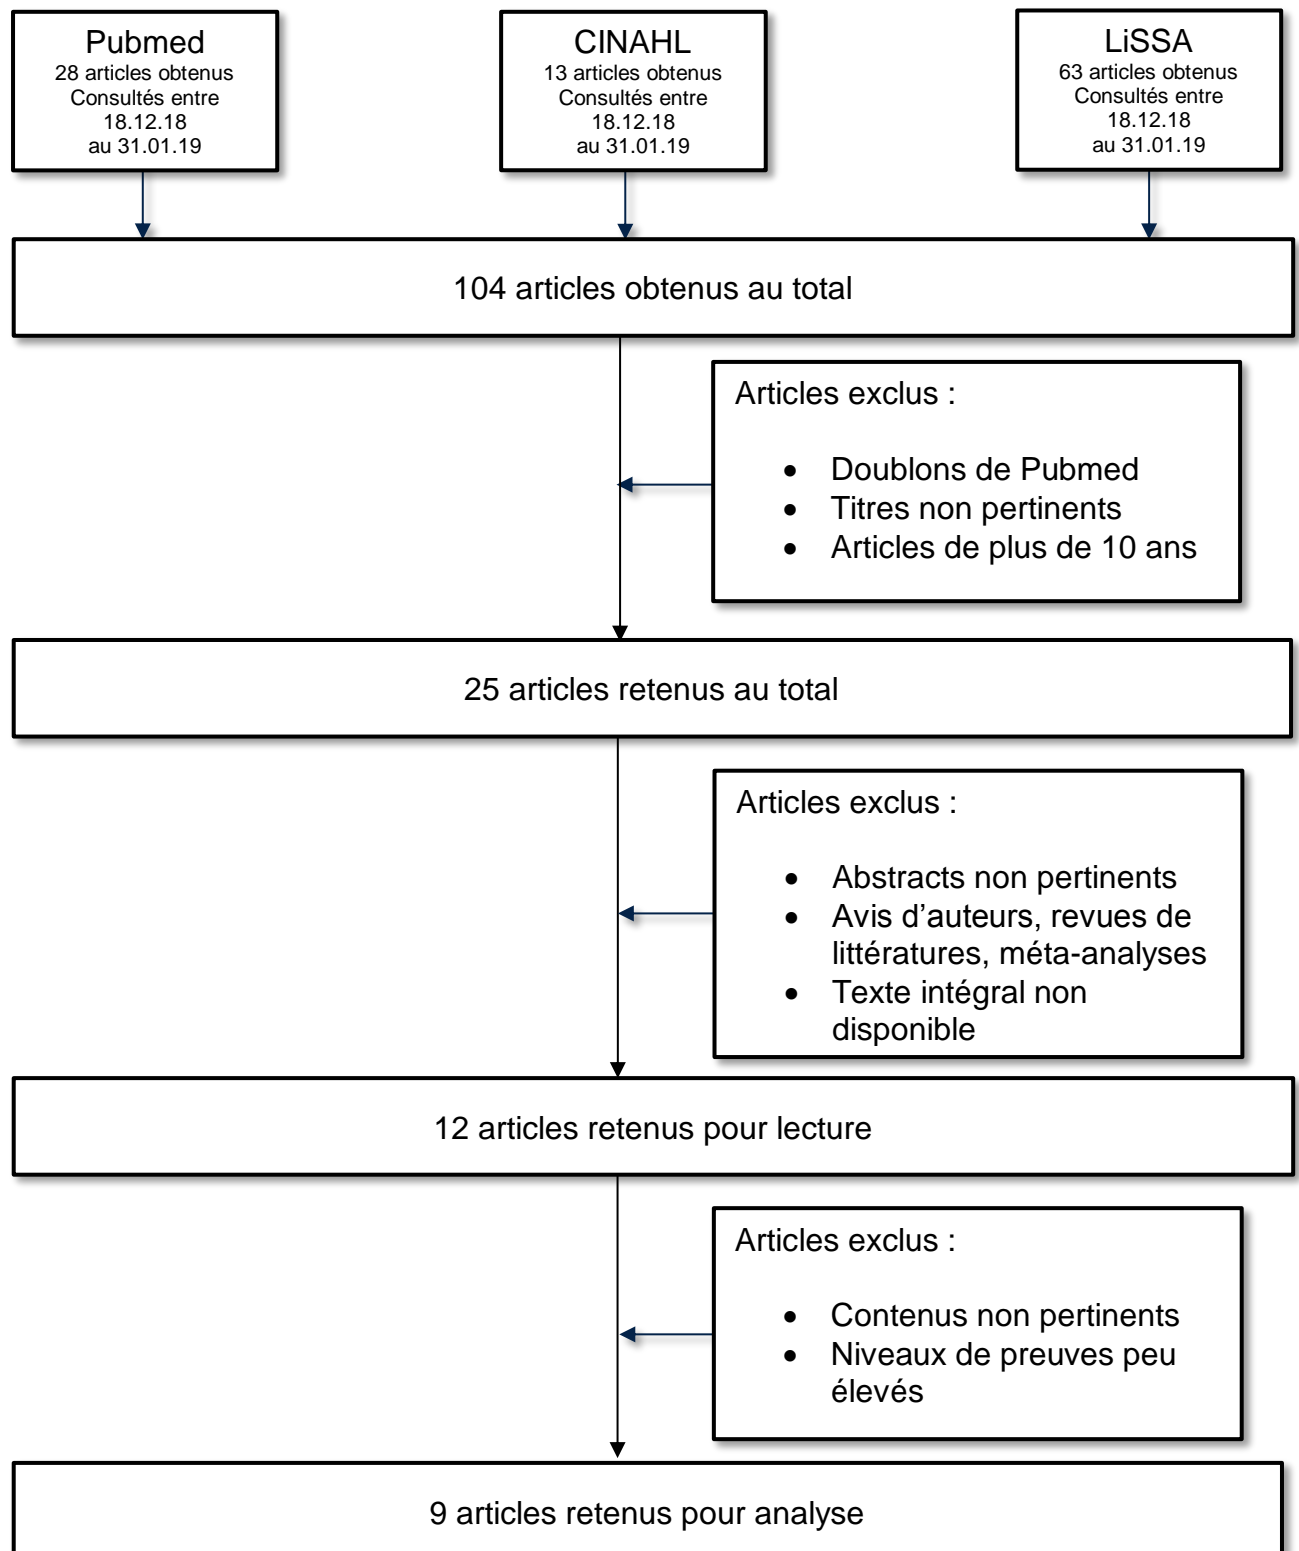 Pubmed
28 articles obtenus
Consultés entre
18.12.18
au 31.01.19
CINAHL
13 articles obtenus
Consultés entre
18.12.18
au 31.01.19
LiSSA
63 articles obtenus
Consultés entre
18.12.18
au 31.01.19
104 articles obtenus au total
Articles exclus :
• Doublons de Pubmed
• Titres non pertinents
• Articles de plus de 10 ans
25 articles retenus au total
Articles exclus :
• Abstracts non pertinents
• Avis d’auteurs, revues de
littératures, méta-analyses
• Texte intégral non
disponible
12 articles retenus pour lecture
Articles exclus :
• Contenus non pertinents
• Niveaux de preuves peu
élevés
9 articles retenus pour analyse